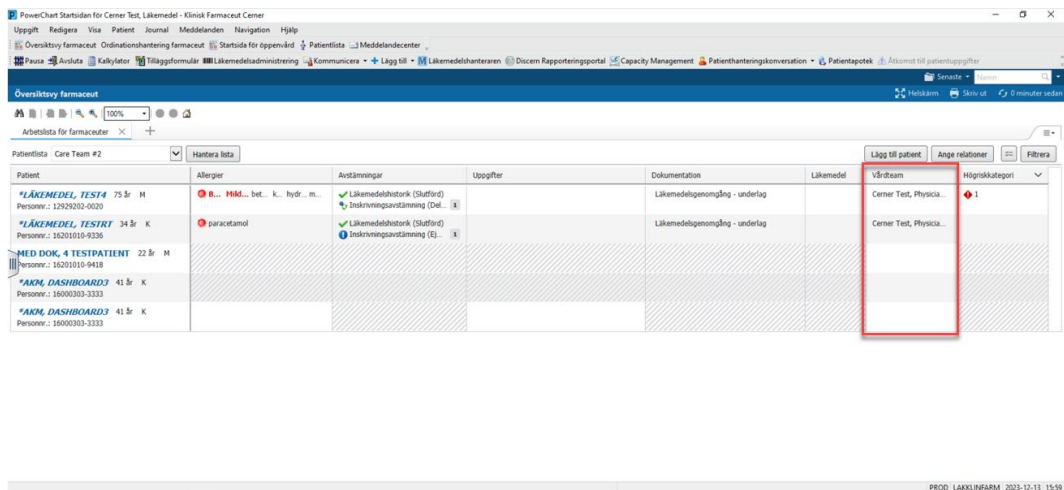 PowerChart Startsidan för Cerner Test, Läkemedel - Klinisk Farmaceut Cerner
Uppgift Redigera Visa Patient Journal Meddelanden Navigation Hjälp
Översiktsvy farmaceut Ordinationshantering farmaceut Startsida för öppenvård Patientlista Meddelandecenter
Pausa Avsluta Kalkylator Tilläggsformulär Läkemedelsadministrering Kommunicera Lägg till Läkemedelshanteraren Discern Rapporteringsportal Capacity Management Patienthanteringskonversation Patientapotek Åtkomst till patientuppgifter
Senaste Namn
Översiktsvy farmaceut Helskärm Skriv ut 0 minuter sedan
100%
Arbetslista för farmaceuter
Patientlista Care Team #2 Hantera lista Lägg till patient Ange relationer Filtrera
Patient Allergier Avstämningar Uppgifter Dokumentation Läkemedel Vårdteam Högriskkategori
*LÄKEMEDEL, TEST4 75 år M B... Mild... bet... k... hydr... m... Läkemedelshistorik (Slutförd) Läkemedelsgenomgång - underlag Cerner Test, Physicia... 1
Personnr.: 12929202-0020 Inskrivningsavstämning (Del... 1
*LÄKEMEDEL, TESTRT 34 år K paracetamol Läkemedelshistorik (Slutförd) Läkemedelsgenomgång - underlag Cerner Test, Physicia...
Personnr.: 16201010-9336 Inskrivningsavstämning (Ej... 1
MED DOK, 4 TESTPATIENT 22 år M
Personnr.: 16201010-9418
*AKM, DASHBOARD3 41 år K
Personnr.: 16000303-3333
*AKM, DASHBOARD3 41 år K
Personnr.: 16000303-3333
PROD LAKKLINFARM 2023-12-13 15:59